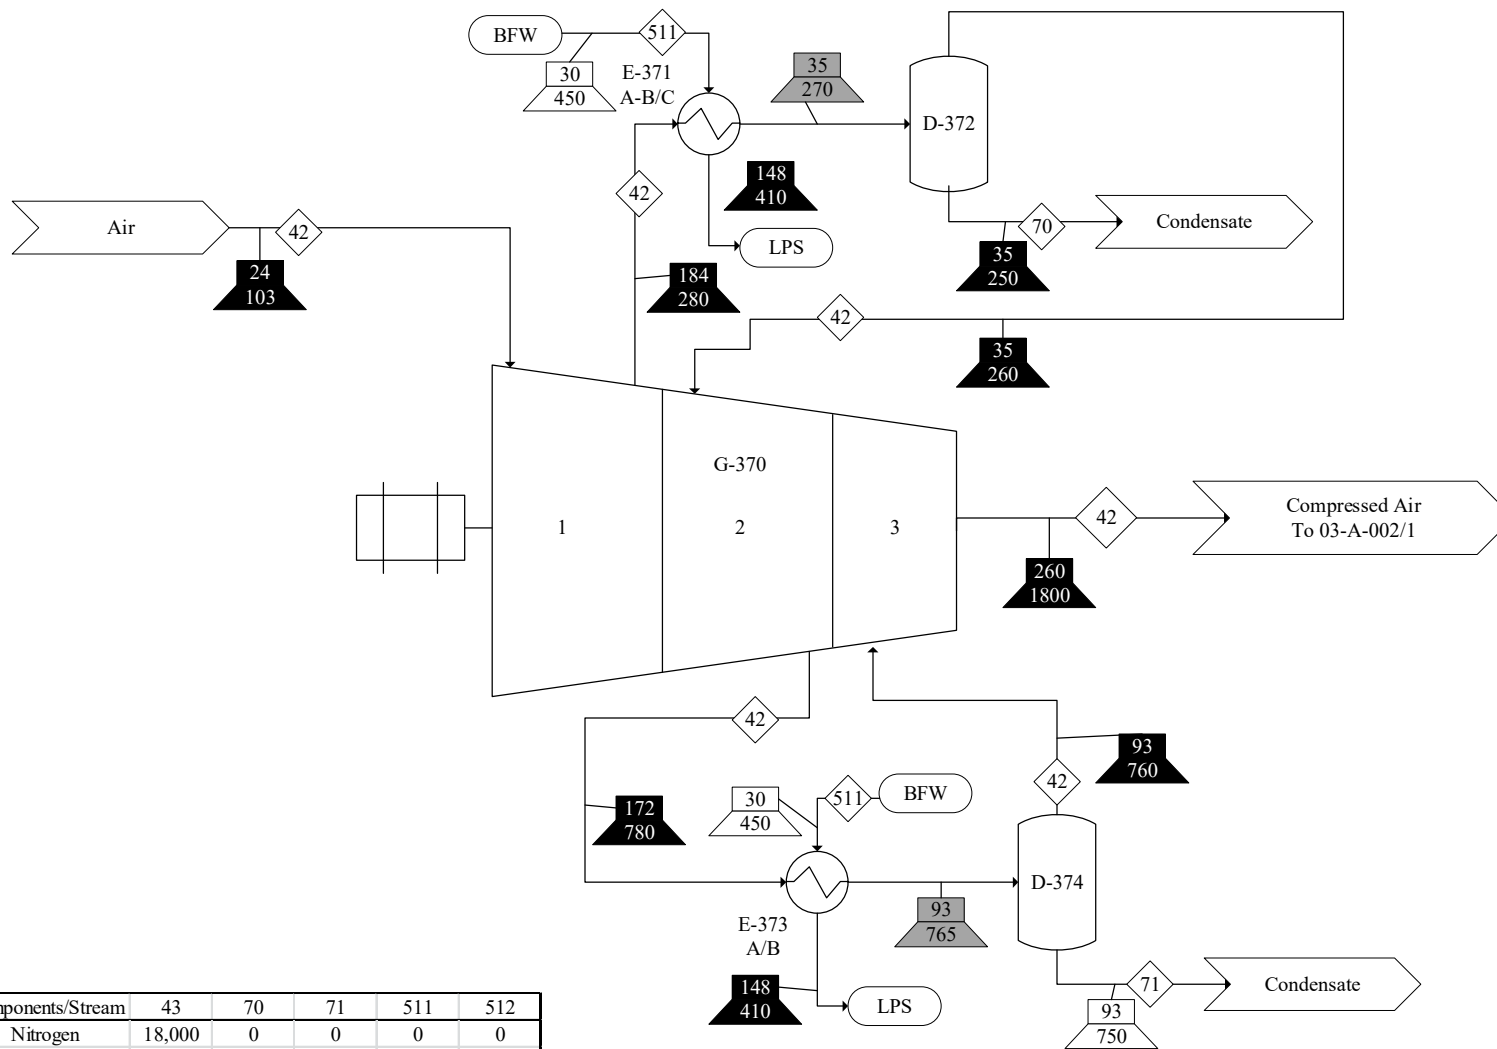 BFW
511
30
450
E-371
A-B/C
35
270
D-372
148
410
42
70
Condensate
Air
42
LPS
35
250
24
103
184
280
42
35
260
G-370
1
2
3
42
Compressed Air
To 03-A-002/1
260
1800
42
93
760
42
30
450
511
BFW
172
780
D-374
93
765
E-373
A/B
148
410
LPS
71
Condensate
93
750
ponents/Stream 43 70 71 511 512
Nitrogen 18,000 0 0 0 0